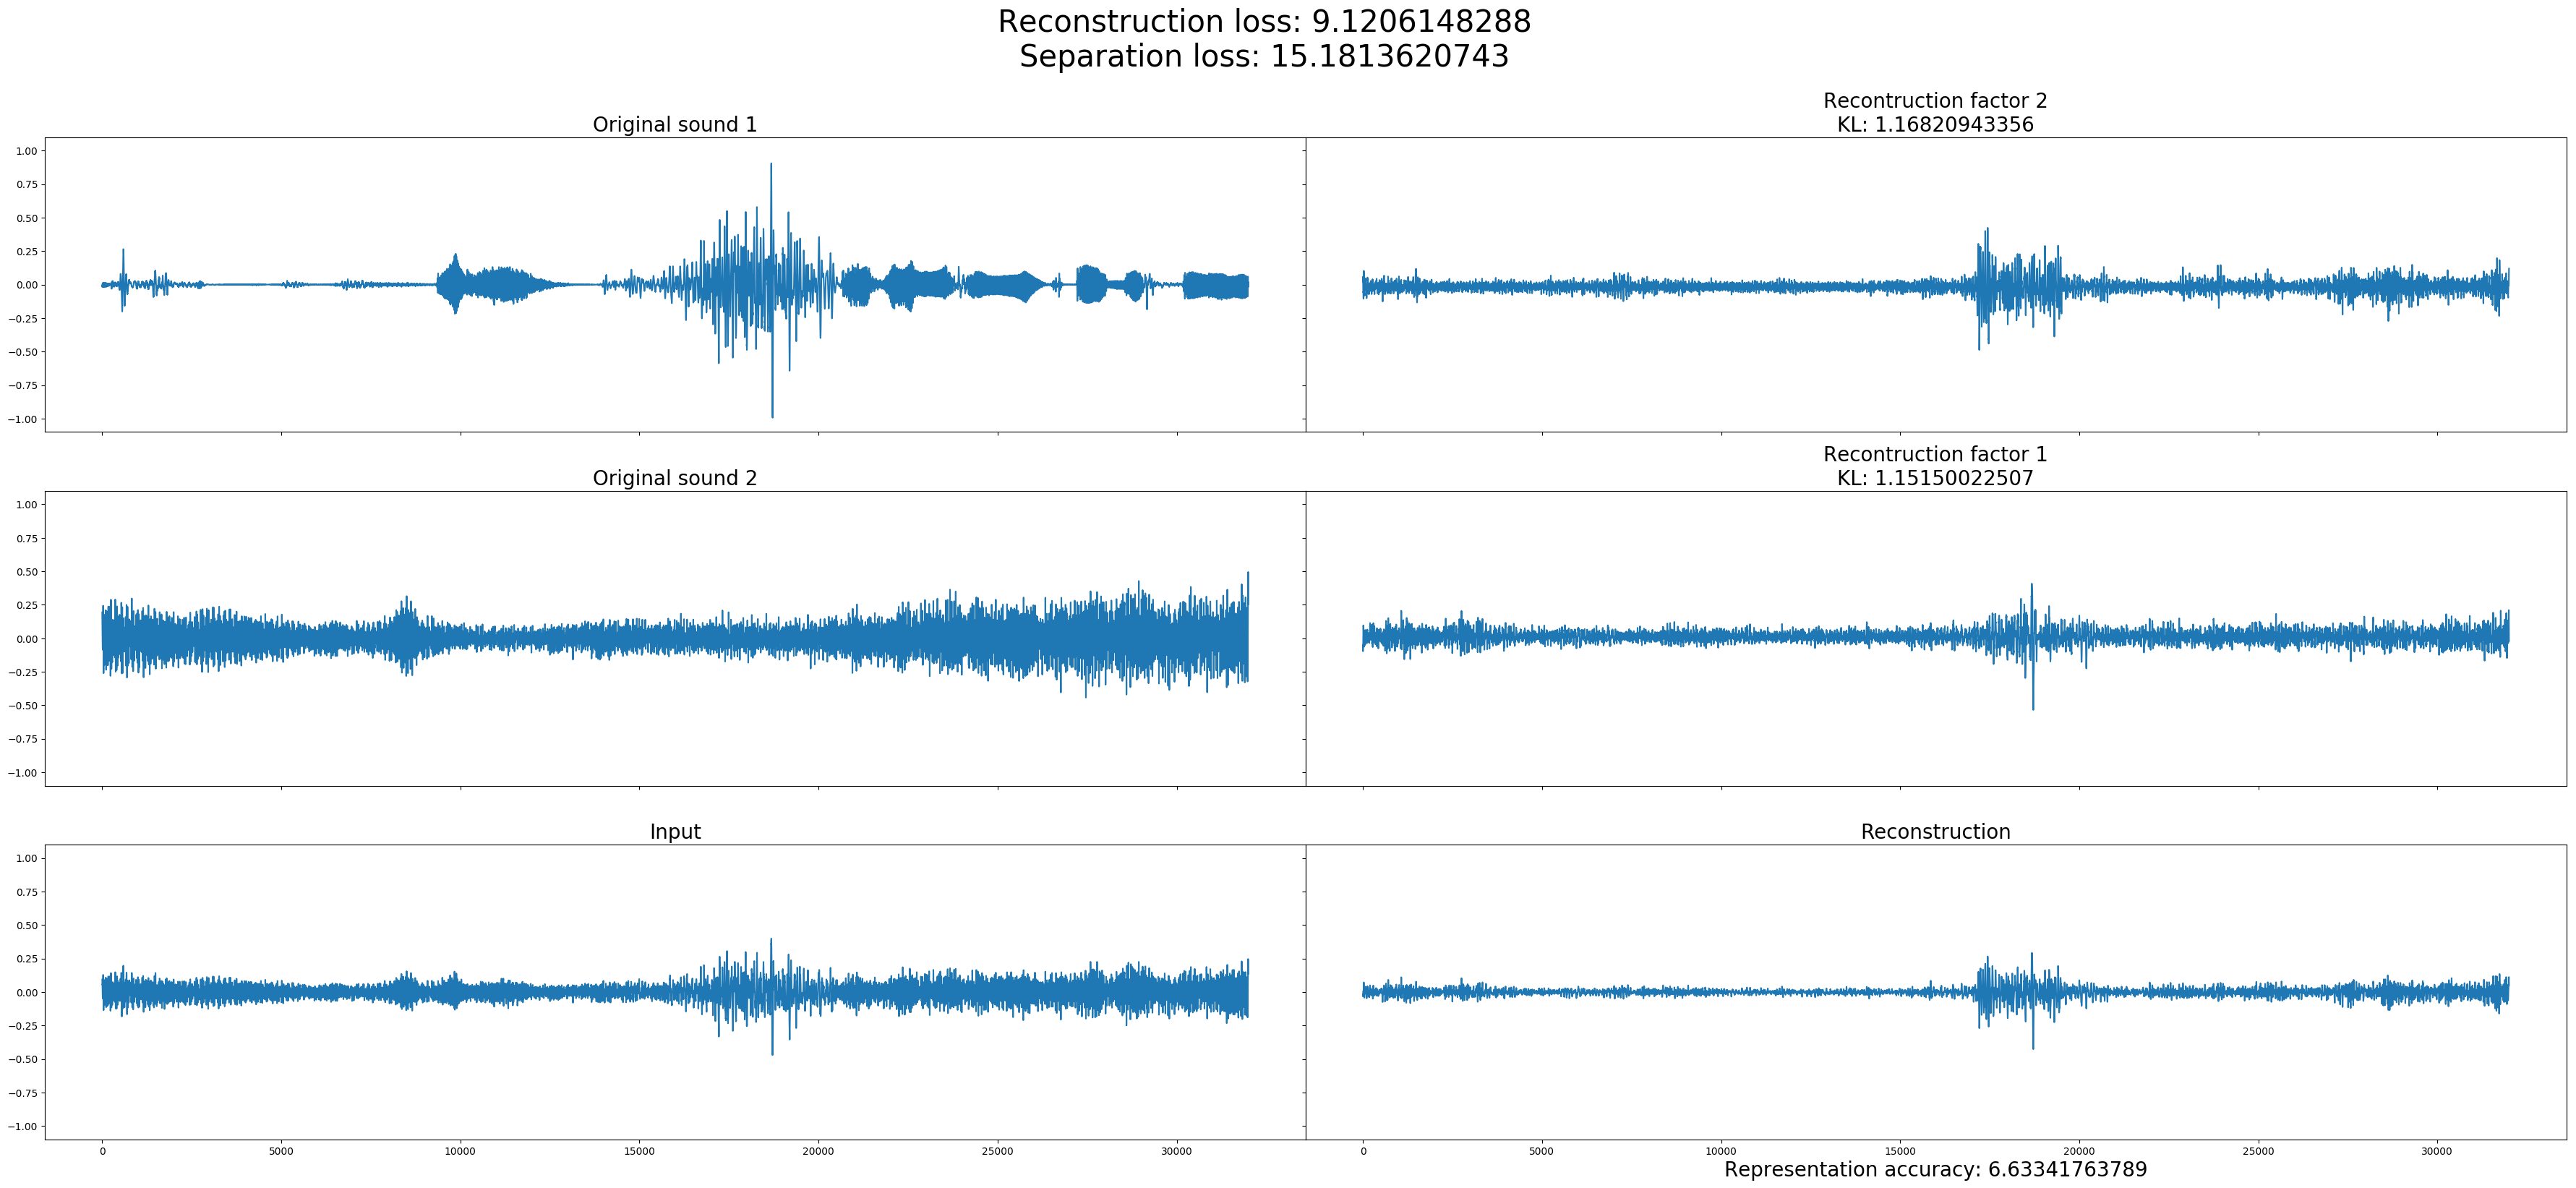 Reconstruction loss: 9.1206148288
Separation loss: 15.1813620743
Original sound 1
Recontruction factor 2
KL: 1.16820943356
1.00
0.75
0.50
0.25
0.00
−0.25
−0.50
−0.75
−1.00
Original sound 2
Recontruction factor 1
KL: 1.15150022507
1.00
0.75
0.50
0.25
0.00
−0.25
−0.50
−0.75
−1.00
Input
Reconstruction
1.00
0.75
0.50
0.25
0.00
−0.25
−0.50
−0.75
−1.00
0 5000 10000 15000 20000 25000 30000
0 5000 10000 15000 20000 25000 30000
Representation accuracy: 6.63341763789